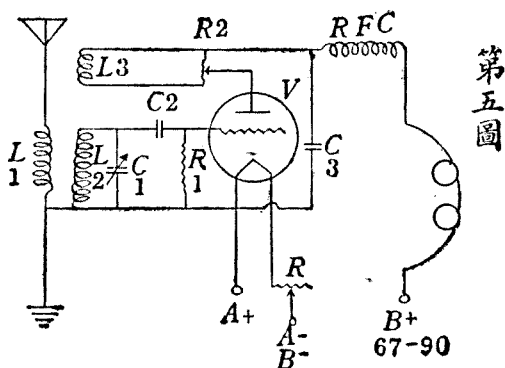 R2
RFC
L3
C2
V
L
1
L
2
C
1
R
1
C
3
R
A+
A-
B-
B+
67-90
第五圖